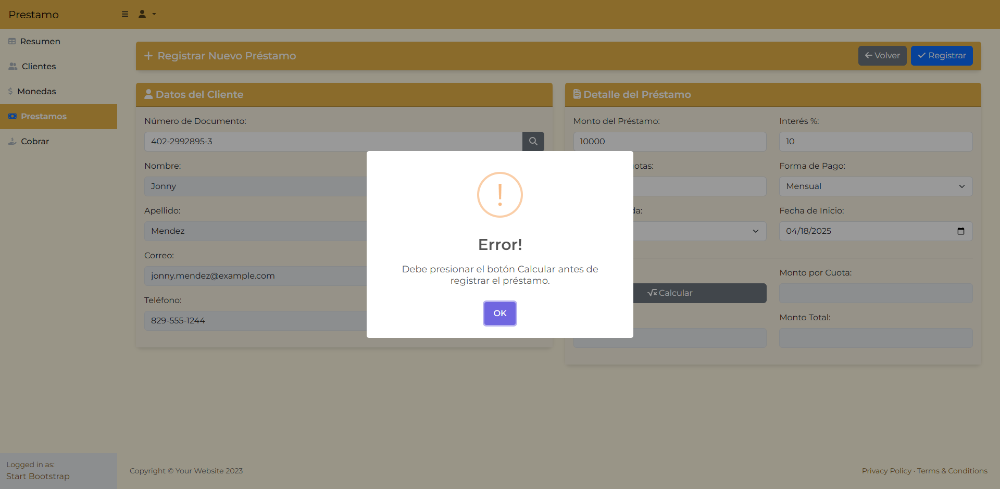 Prestamo
Resumen
Clientes
Monedas
Prestamos
Cobrar
Logged in as:
Start Bootstrap
Registrar Nuevo Préstamo
Volver
Registrar
Datos del Cliente
Número de Documento:
402-2992895-3
Nombre:
Jonny
Apellido:
Mendez
Correo:
jonny.mendez@example.com
Teléfono:
829-555-1244
Detalle del Préstamo
Monto del Préstamo:
10000
Interés %:
10
otas:
Forma de Pago:
Mensual
da:
Fecha de Inicio:
04/18/2025
Calcular
Monto por Cuota:
Monto Total:
!
Error!
Debe presionar el botón Calcular antes de
registrar el préstamo.
OK
Copyright © Your Website 2023
Privacy Policy · Terms & Conditions